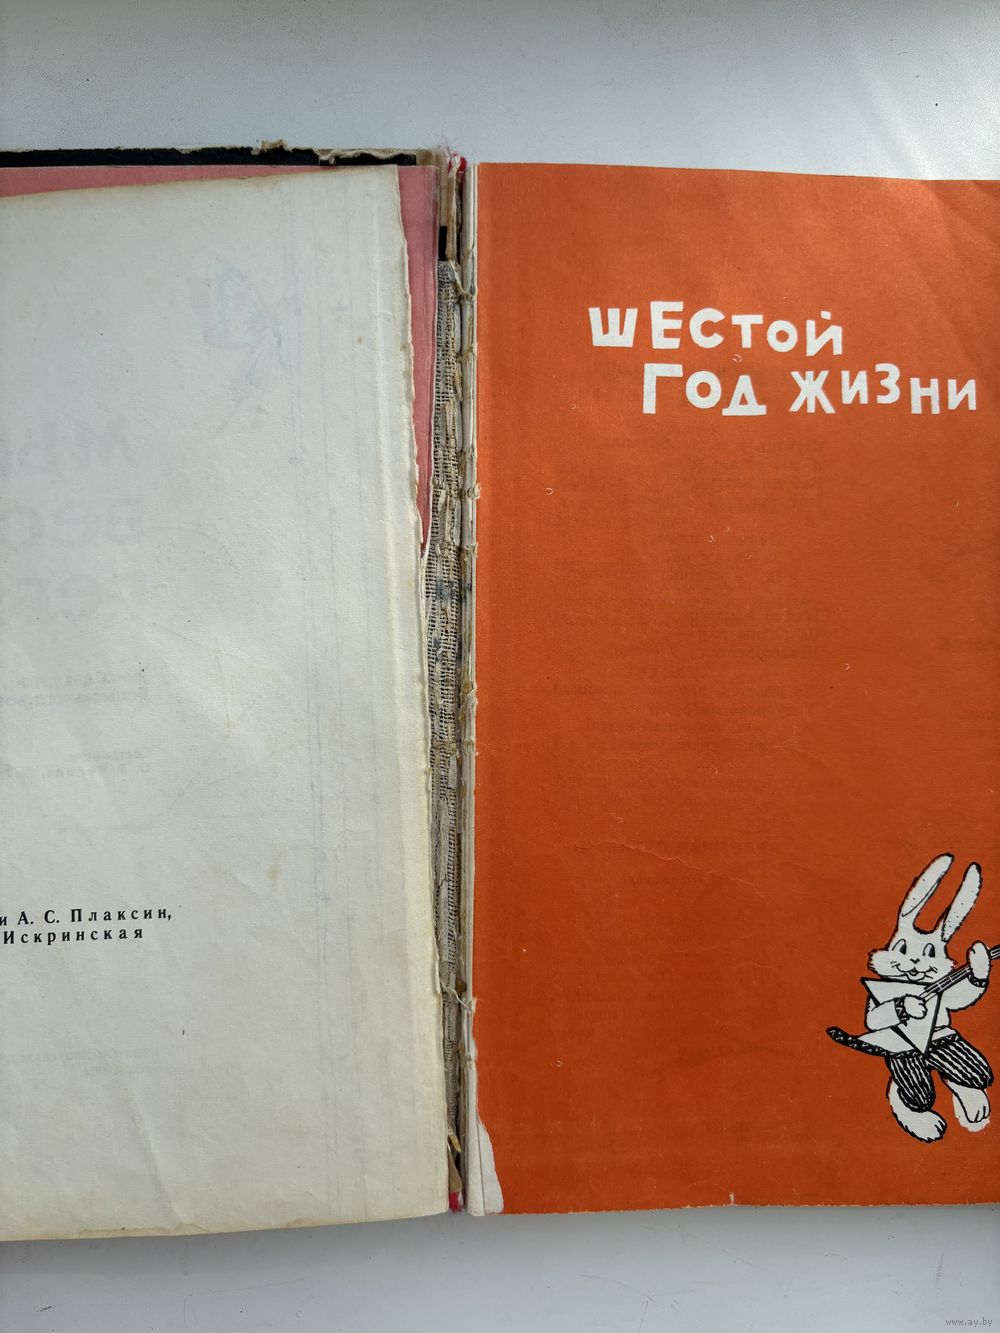 и А. С. Плаксин,
Искринская
ШЕСТОЙ
ГОД ЖИЗНИ
www.ay.by